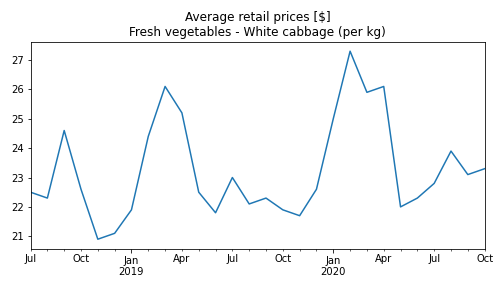 Average retail prices [$]
Fresh vegetables - White cabbage (per kg)
27
26
25
24
23
22
21
Jul Oct Jan Apr Jul Oct Jan Apr Jul Oct
2019 2020